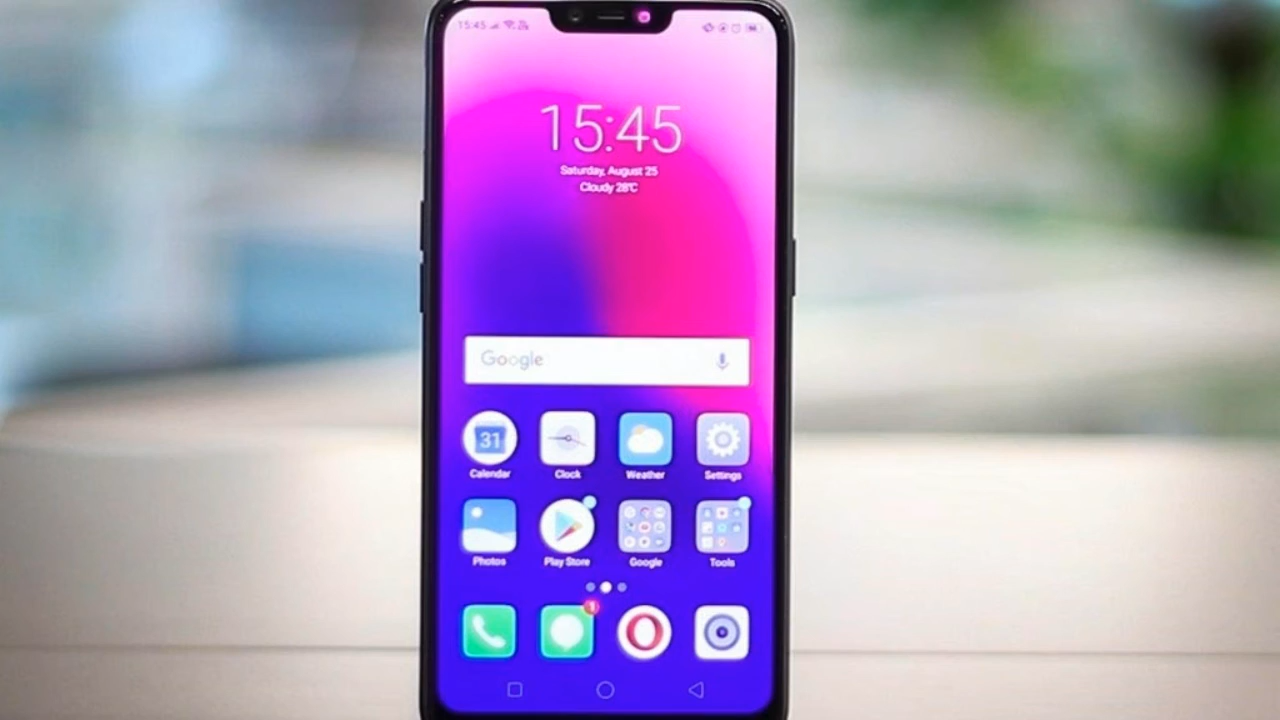 15:45
15:45
Saturday, August 25
Cloudy 28℃
Google
31
Calendar Clock Weather Settings
Photos Play Store Google Tools
1